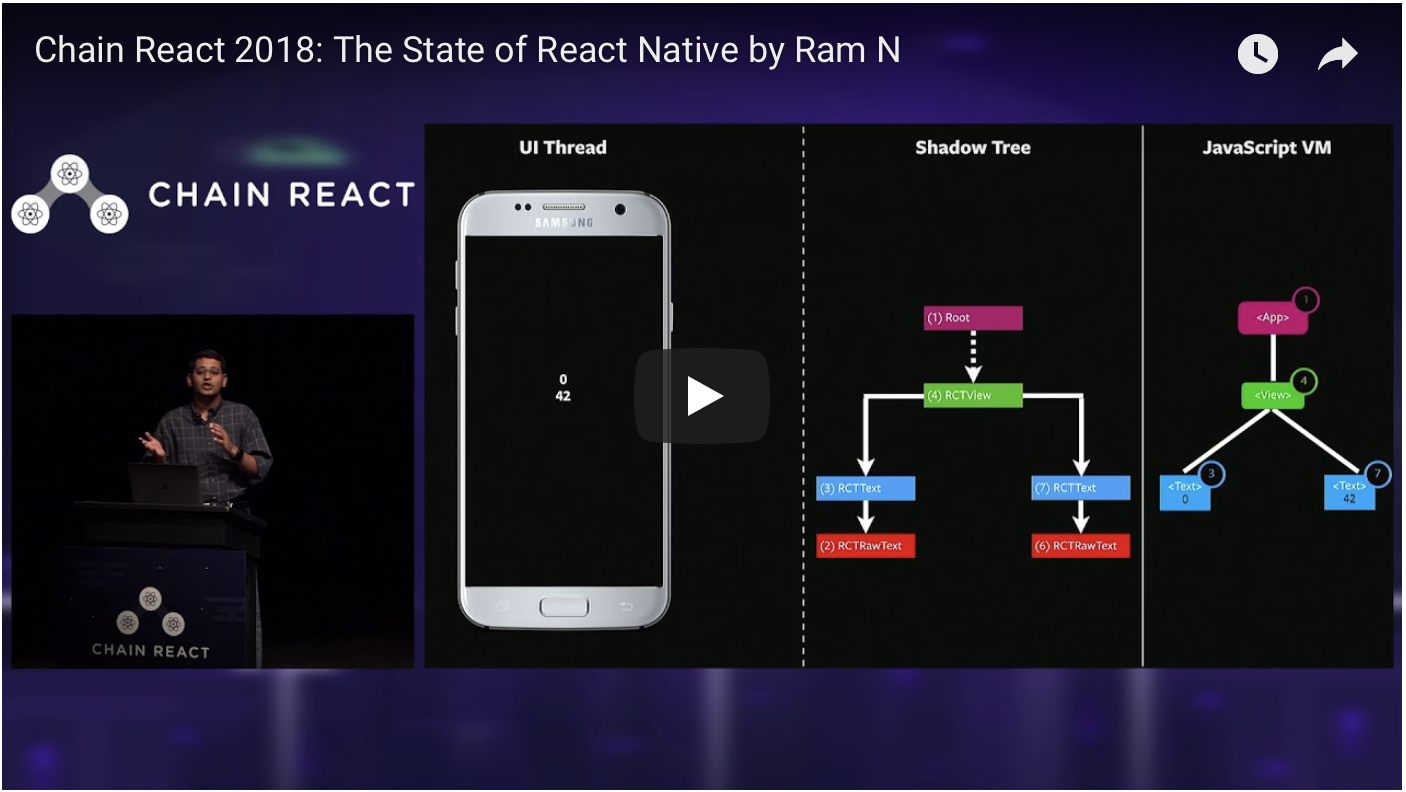 Chain React 2018: The State of React Native by Ram N
CHAIN REACT
UI Thread
Shadow Tree
JavaScript VM
SAMSUNG
0
42
(1) Root
(4) RCTView
(3) RCTText
(7) RCTText
(2) RCTRawText
(6) RCTRawText
1
<App>
4
<View>
3
<Text>
0
7
<Text>
42
CHAIN REACT